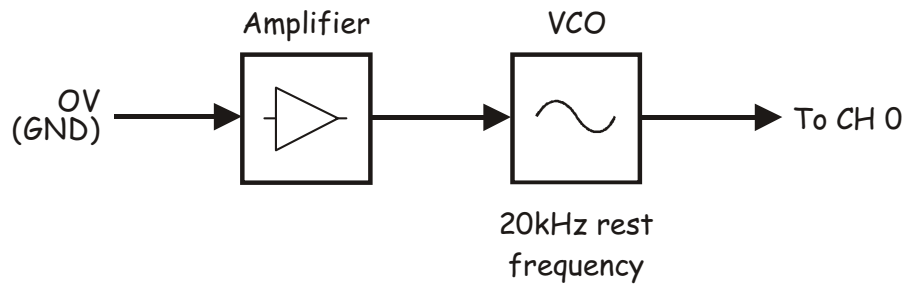 Amplifier
VCO
0V
(GND)
To CH 0
20kHz rest
frequency